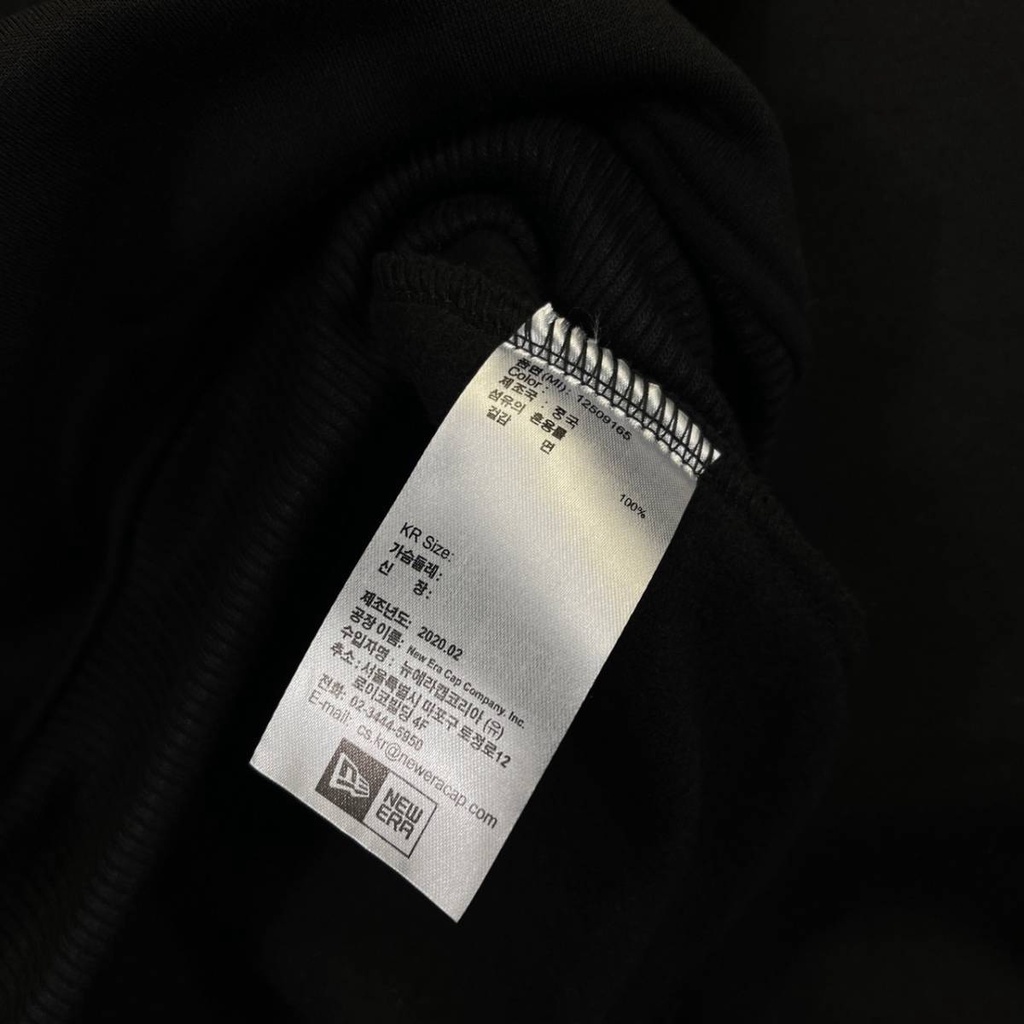 품번(MI): 12509165
Color :
제조국 : 중국
섬유의 혼용률
겉감 면 100%
KR Size:
가슴둘레:
신 장:
제조년도: 2020.02
공장 이름: New Era Cap Company, Inc.
수입자명 : 뉴에라캡코리아 (유)
주소 : 서울특별시 마포구 토정로12
로이코빌딩 4F
전화: 02-3444-5950
E-mail: cs.kr@neweracap.com
NEW
ERA